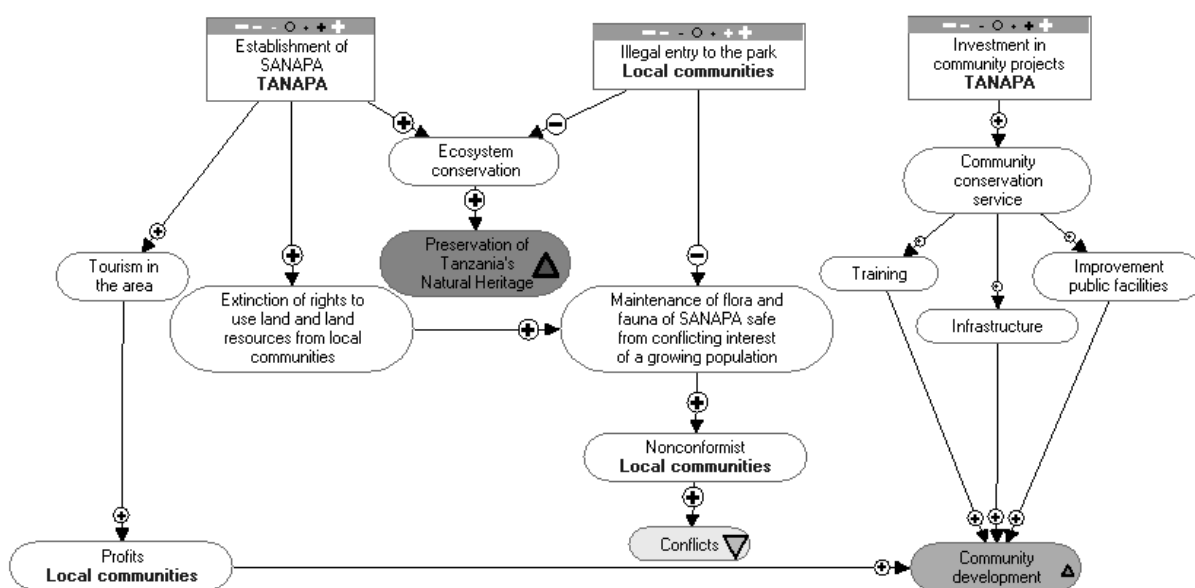 Establishment of
SANAPA
TANAPA
Illegal entry to the park
Local communities
Investment in
community projects
TANAPA
Ecosystem
conservation
Community
conservation
service
Preservation of
Tanzania's
Natural Heritage
Tourism in
the area
Training
Improvement
public facilities
Extinction of rights to
use land and land
resources from local
communities
Maintenance of flora and
fauna of SANAPA safe
from conflicting interest
of a growing population
Infrastructure
Nonconformist
Local communities
Conflicts
Profits
Local communities
Community
development